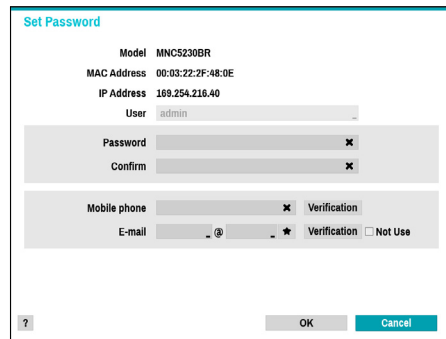 Set Password
Model MNC5230BR
MAC Address 00:03:22:2F:48:0E
IP Address 169.254.216.40
User admin _
Password ✖
Confirm ✖
Mobile phone ✖ Verification
E-mail _ @ _ ★ Verification Not Use
? OK Cancel